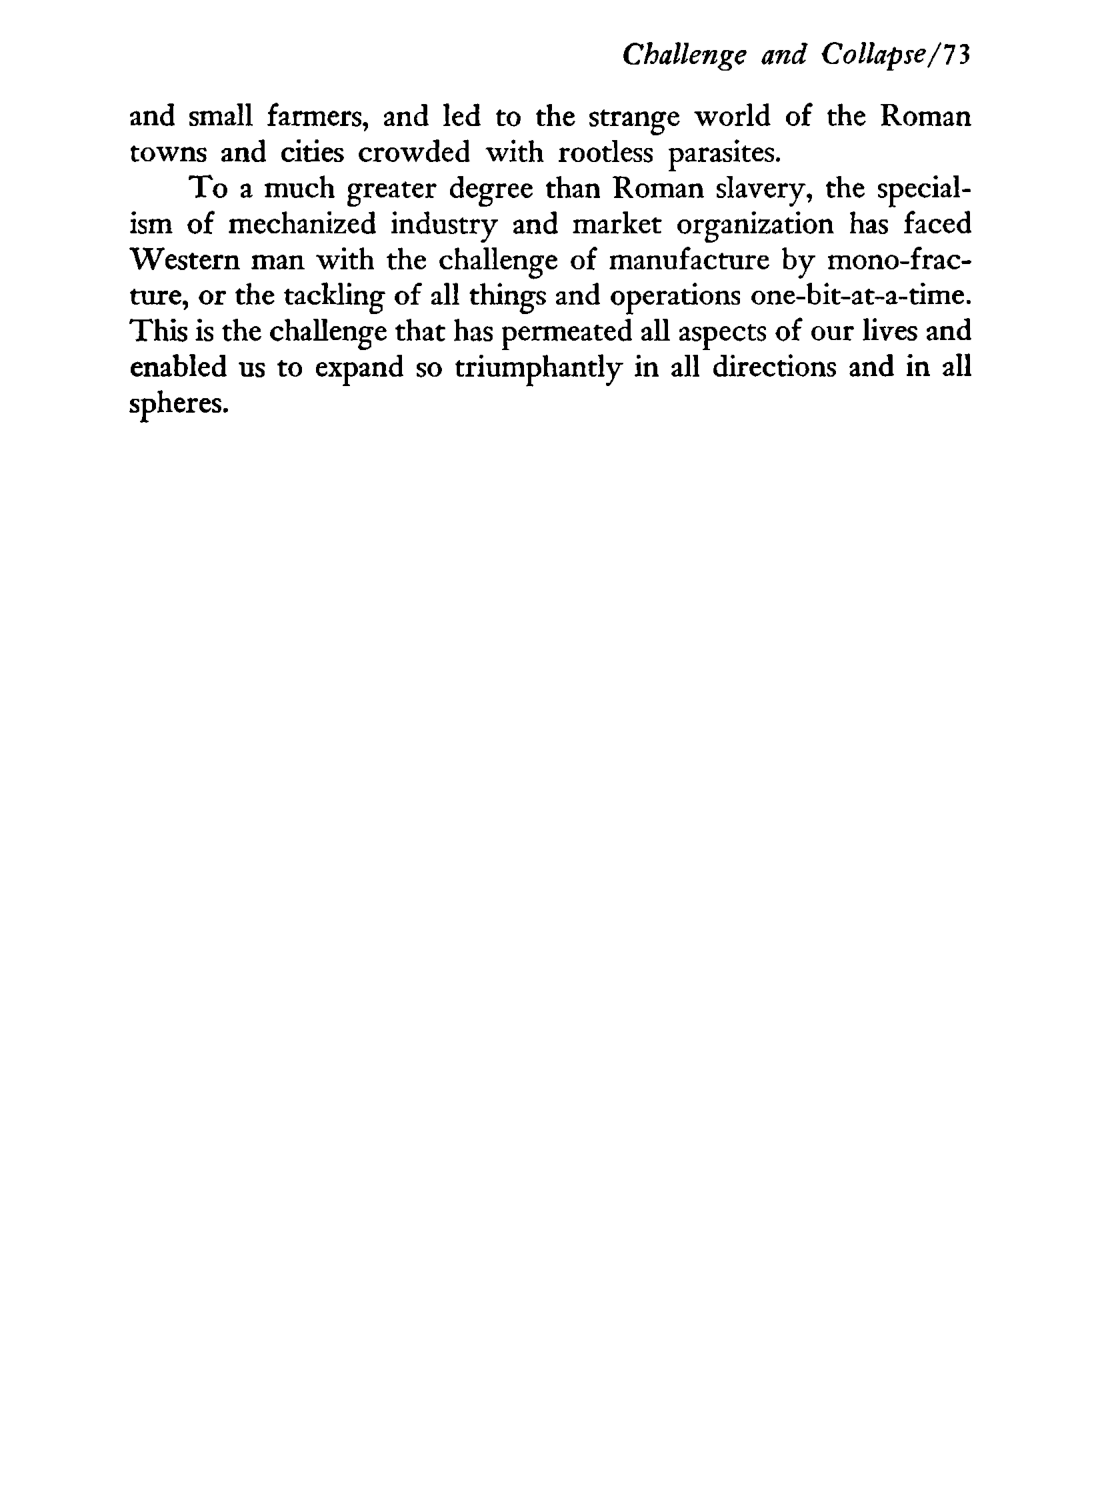 Challenge and Collapse/73
and small farmers, and led to the strange world of the Roman
towns and cities crowded with rootless parasites.
To a much greater degree than Roman slavery, the special-
ism of mechanized industry and market organization has faced
Western man with the challenge of manufacture by mono-frac-
ture, or the tackling of all things and operations one-bit-at-a-time.
This is the challenge that has permeated all aspects of our lives and
enabled us to expand so triumphantly in all directions and in all
spheres.